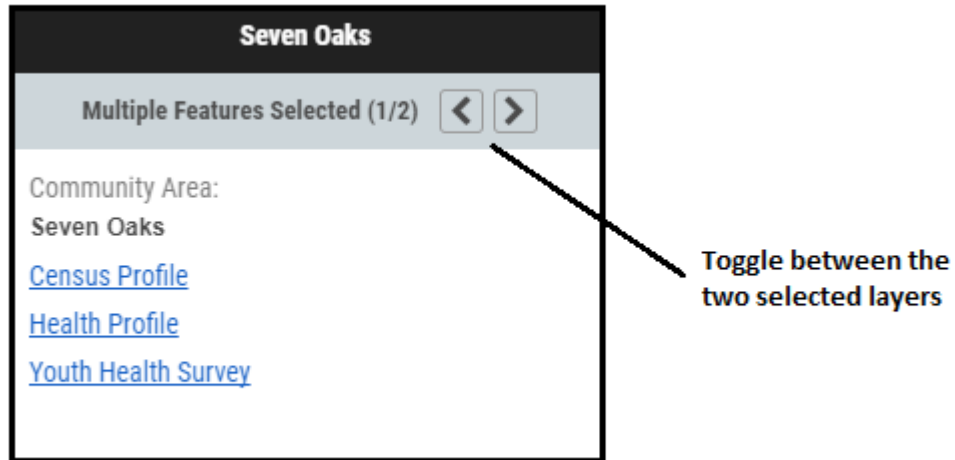 Seven Oaks
Multiple Features Selected (1/2)
Community Area:
Seven Oaks
Census Profile
Health Profile
Youth Health Survey
Toggle between the
two selected layers